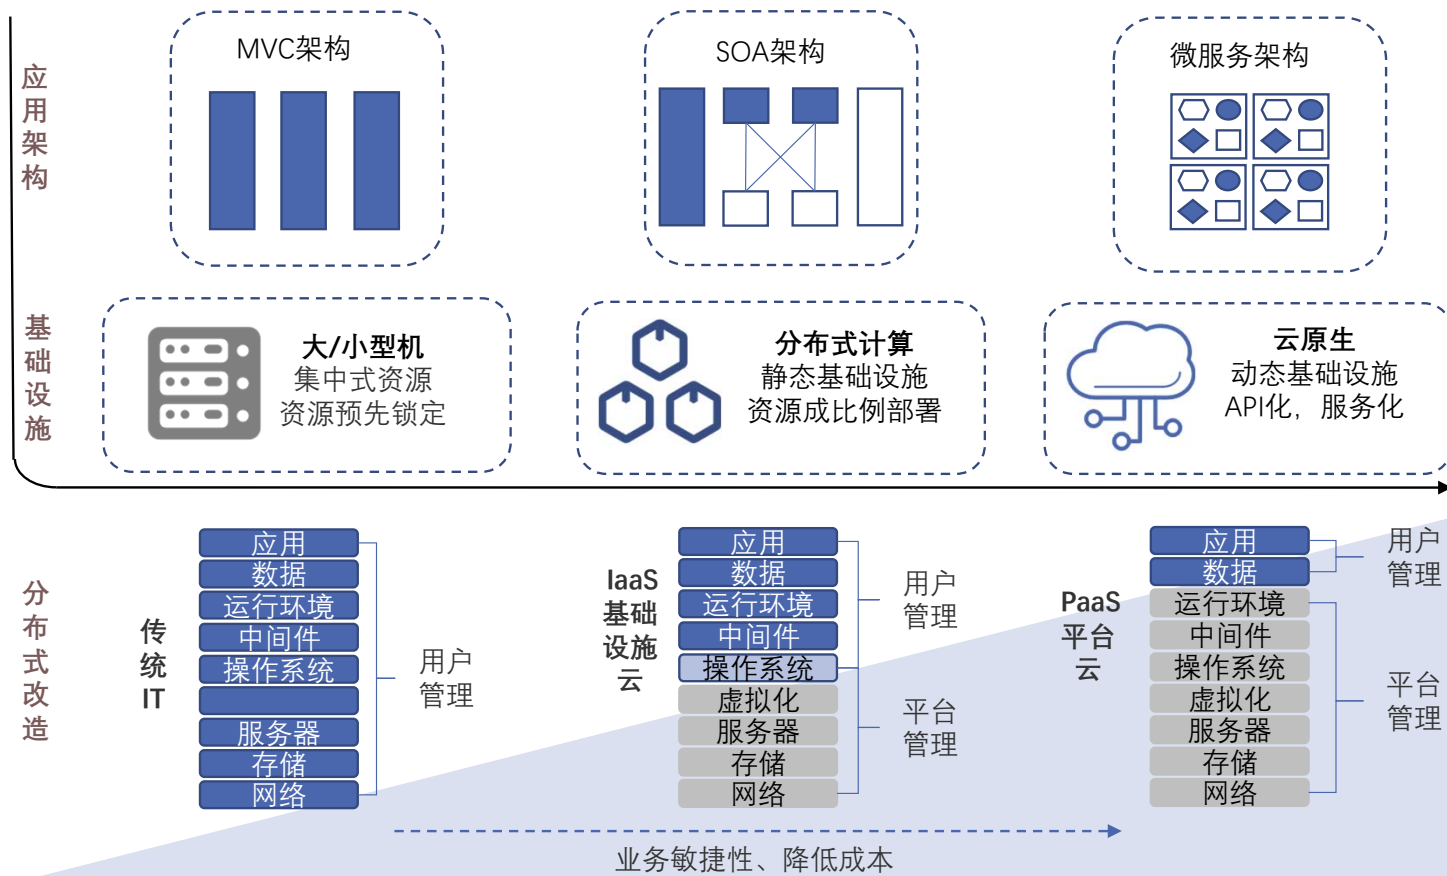 应用架构
MVC架构
SOA架构
微服务架构
基础设施
大/小型机
集中式资源
资源预先锁定
分布式计算
静态基础设施
资源成比例部署
云原生
动态基础设施
API化，服务化
分布式改造
传统IT
应用
数据
运行环境
中间件
操作系统
服务器
存储
网络
用户
管理
IaaS
基础
设施
云
应用
数据
运行环境
中间件
操作系统
虚拟化
服务器
存储
网络
用户
管理
平台
管理
PaaS
平台
云
应用
数据
运行环境
中间件
操作系统
虚拟化
服务器
存储
网络
用户
管理
平台
管理
业务敏捷性、降低成本